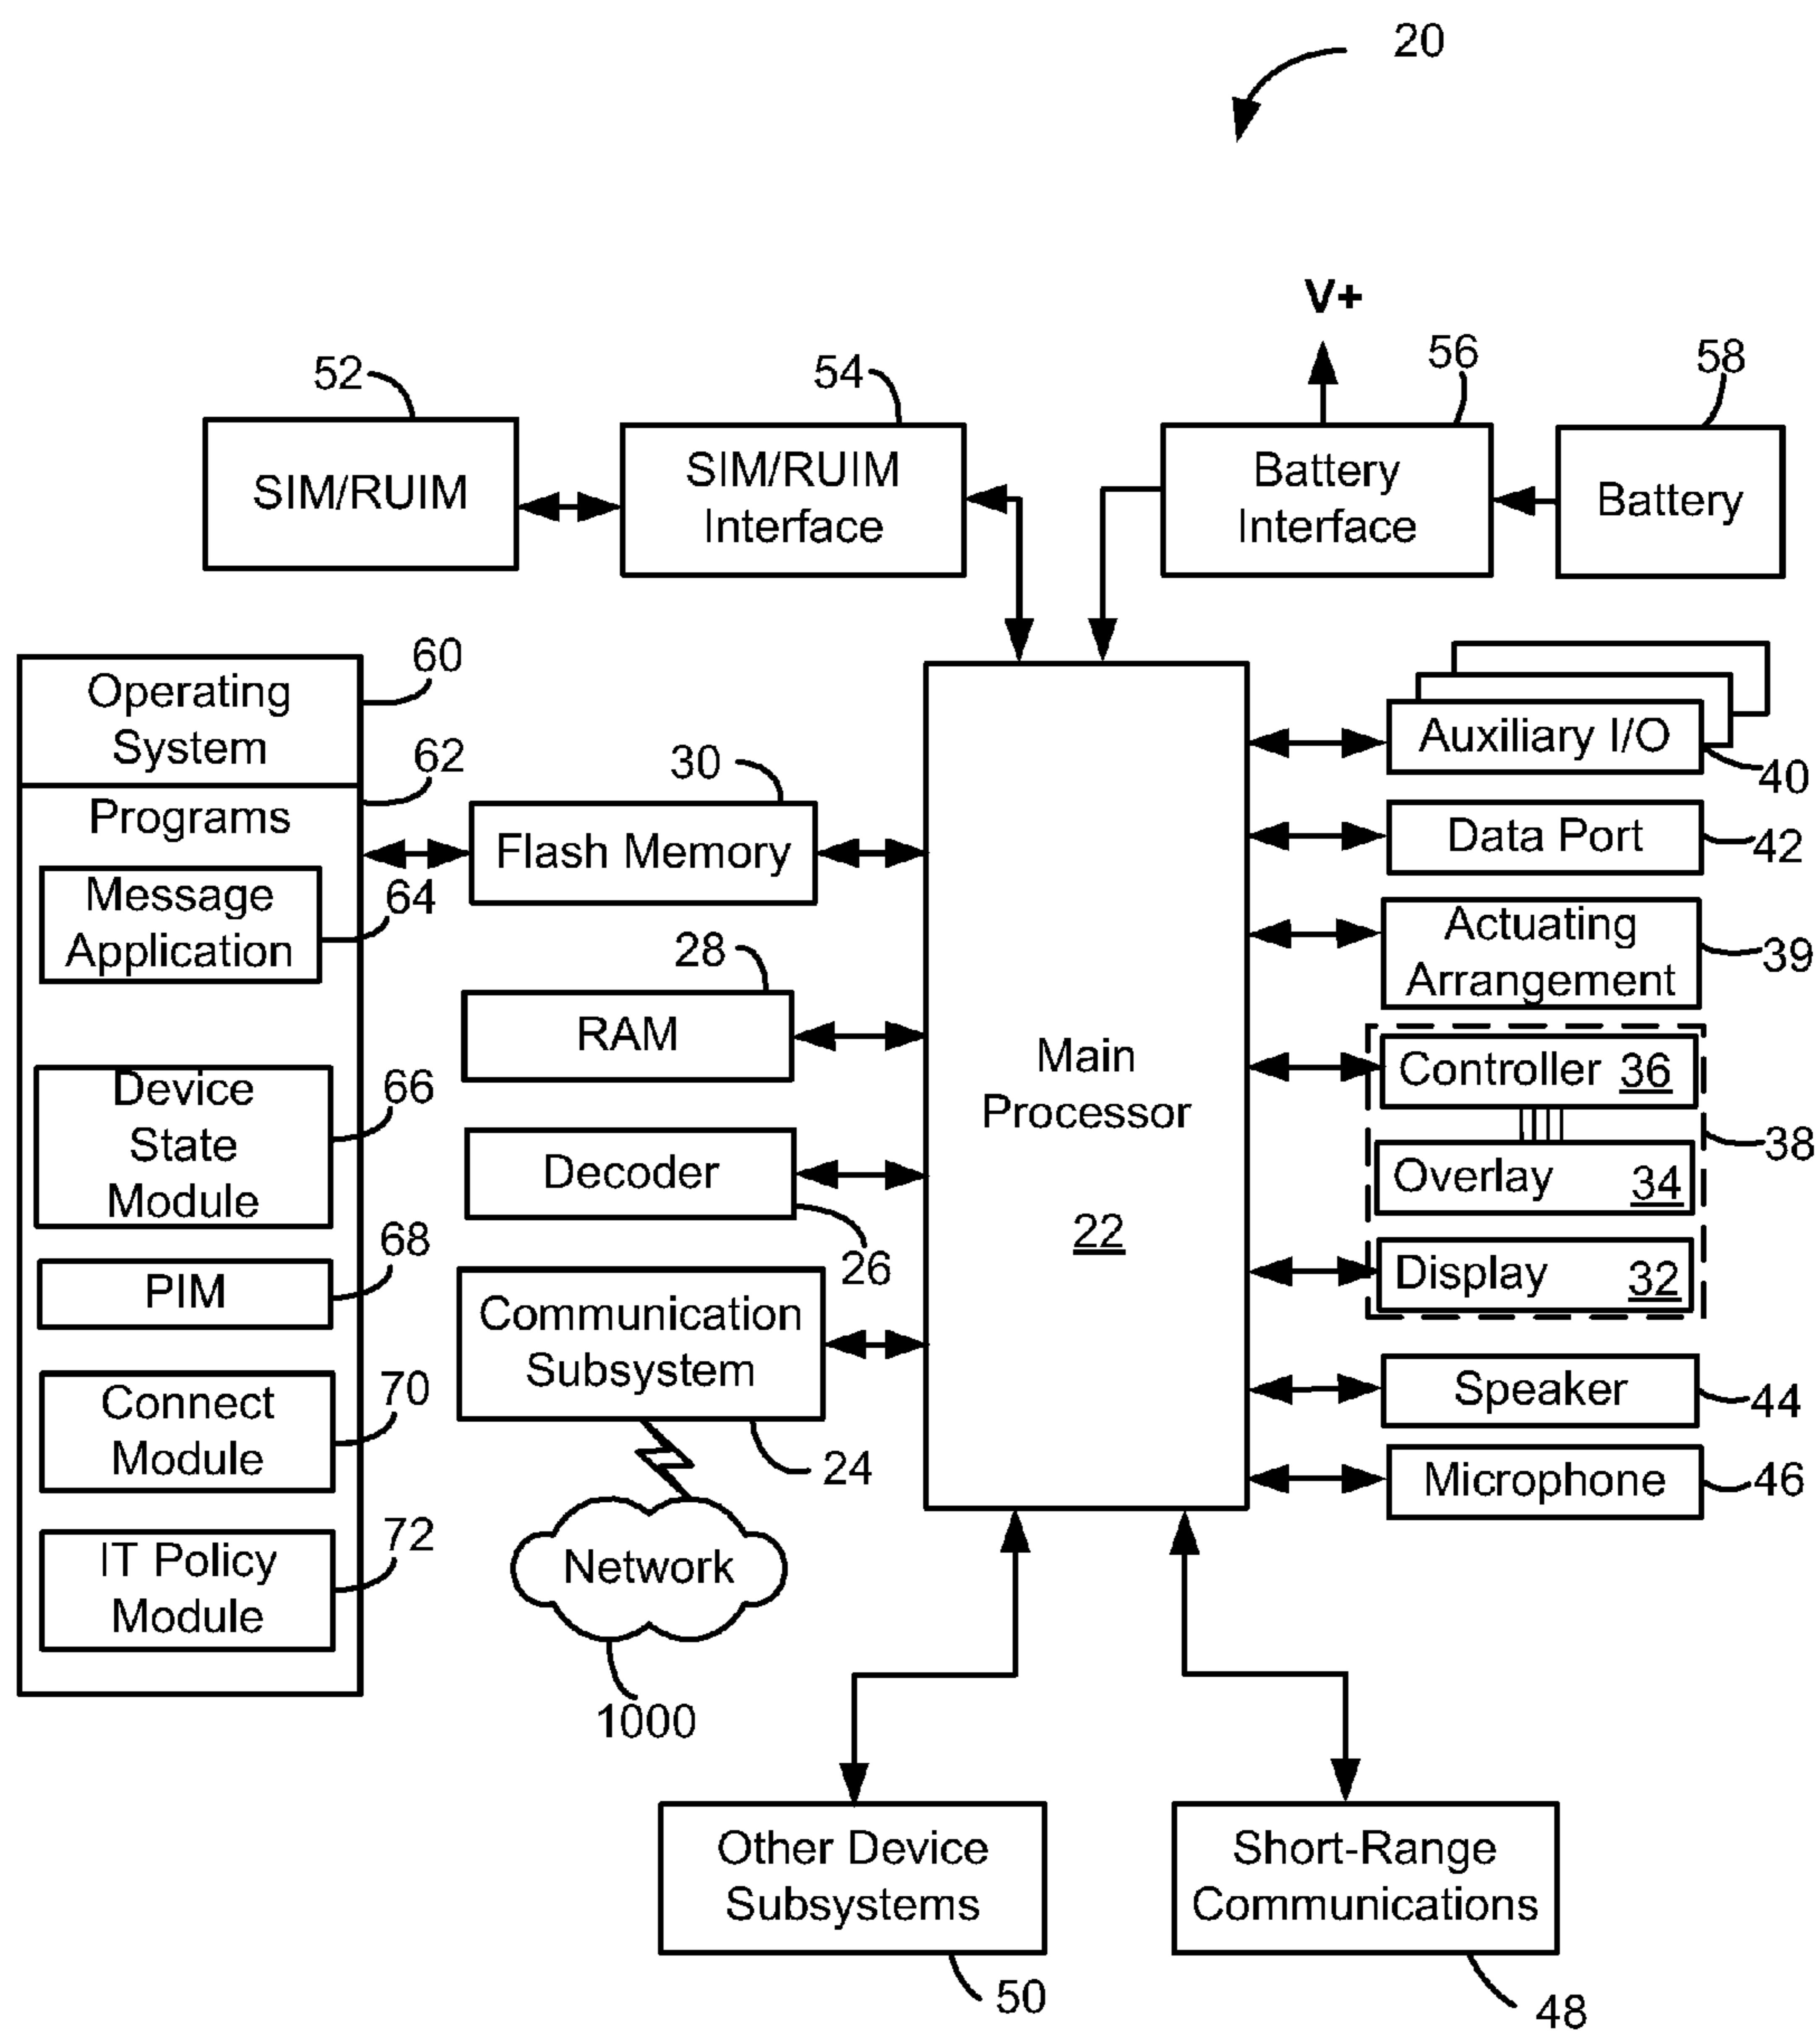 20
V+
52
54
56
58
SIM/RUIM
SIM/RUIM
Interface
Battery
Interface
Battery
60
Operating
System
62
Programs
Message
Application
64
Device
State
Module
66
PIM
68
Connect
Module
70
IT Policy
Module
72
30
Flash Memory
28
RAM
Decoder
26
Communication
Subsystem
24
Network
1000
Main
Processor
22
Auxiliary I/O
40
Data Port
42
Actuating
Arrangement
39
Controller 36
38
Overlay 34
Display 32
Speaker
44
Microphone
46
Other Device
Subsystems
50
Short-Range
Communications
48